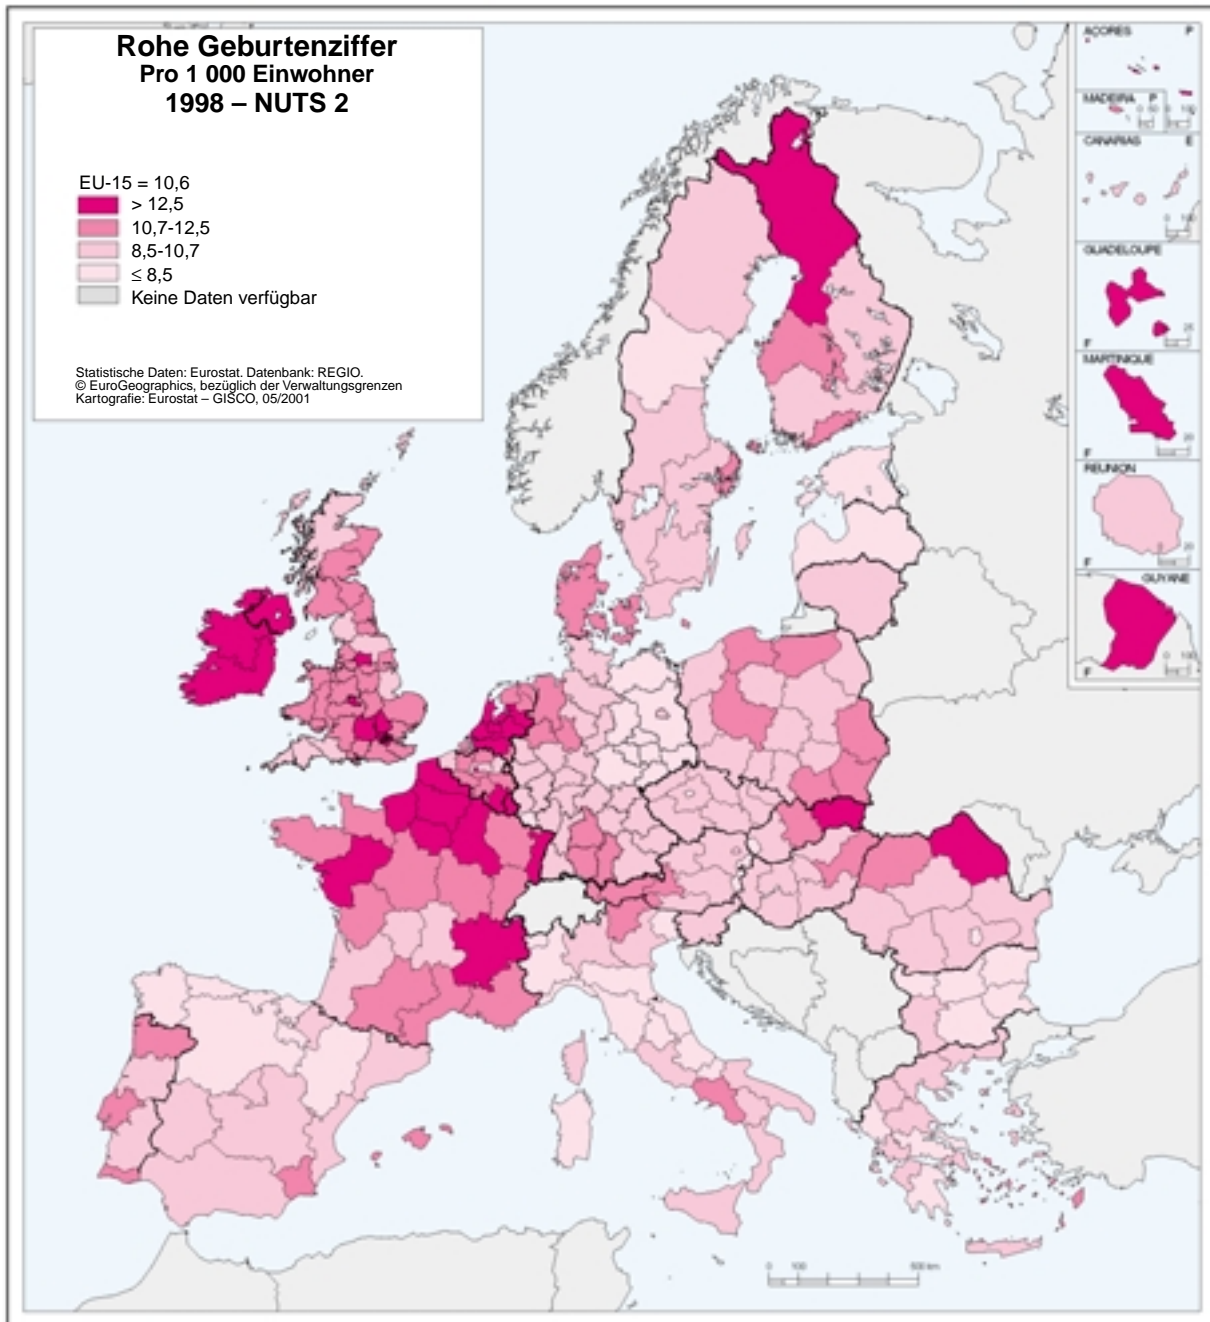 Rohe Geburtenziffer
Pro 1 000 Einwohner
1998 – NUTS 2
EU-15 = 10,6
> 12,5
10,7-12,5
8,5-10,7
≤ 8,5
Keine Daten verfügbar
Statistische Daten: Eurostat. Datenbank: REGIO.
© EuroGeographics, bezüglich der Verwaltungsgrenzen
Kartografie: Eurostat – GISCO, 05/2001
AÇORES P
MADEIRA P
CANARIAS E
GUADELOUPE
F
MARTINIQUE
F
REUNION
F
GUYANE
F
0 100 500 km